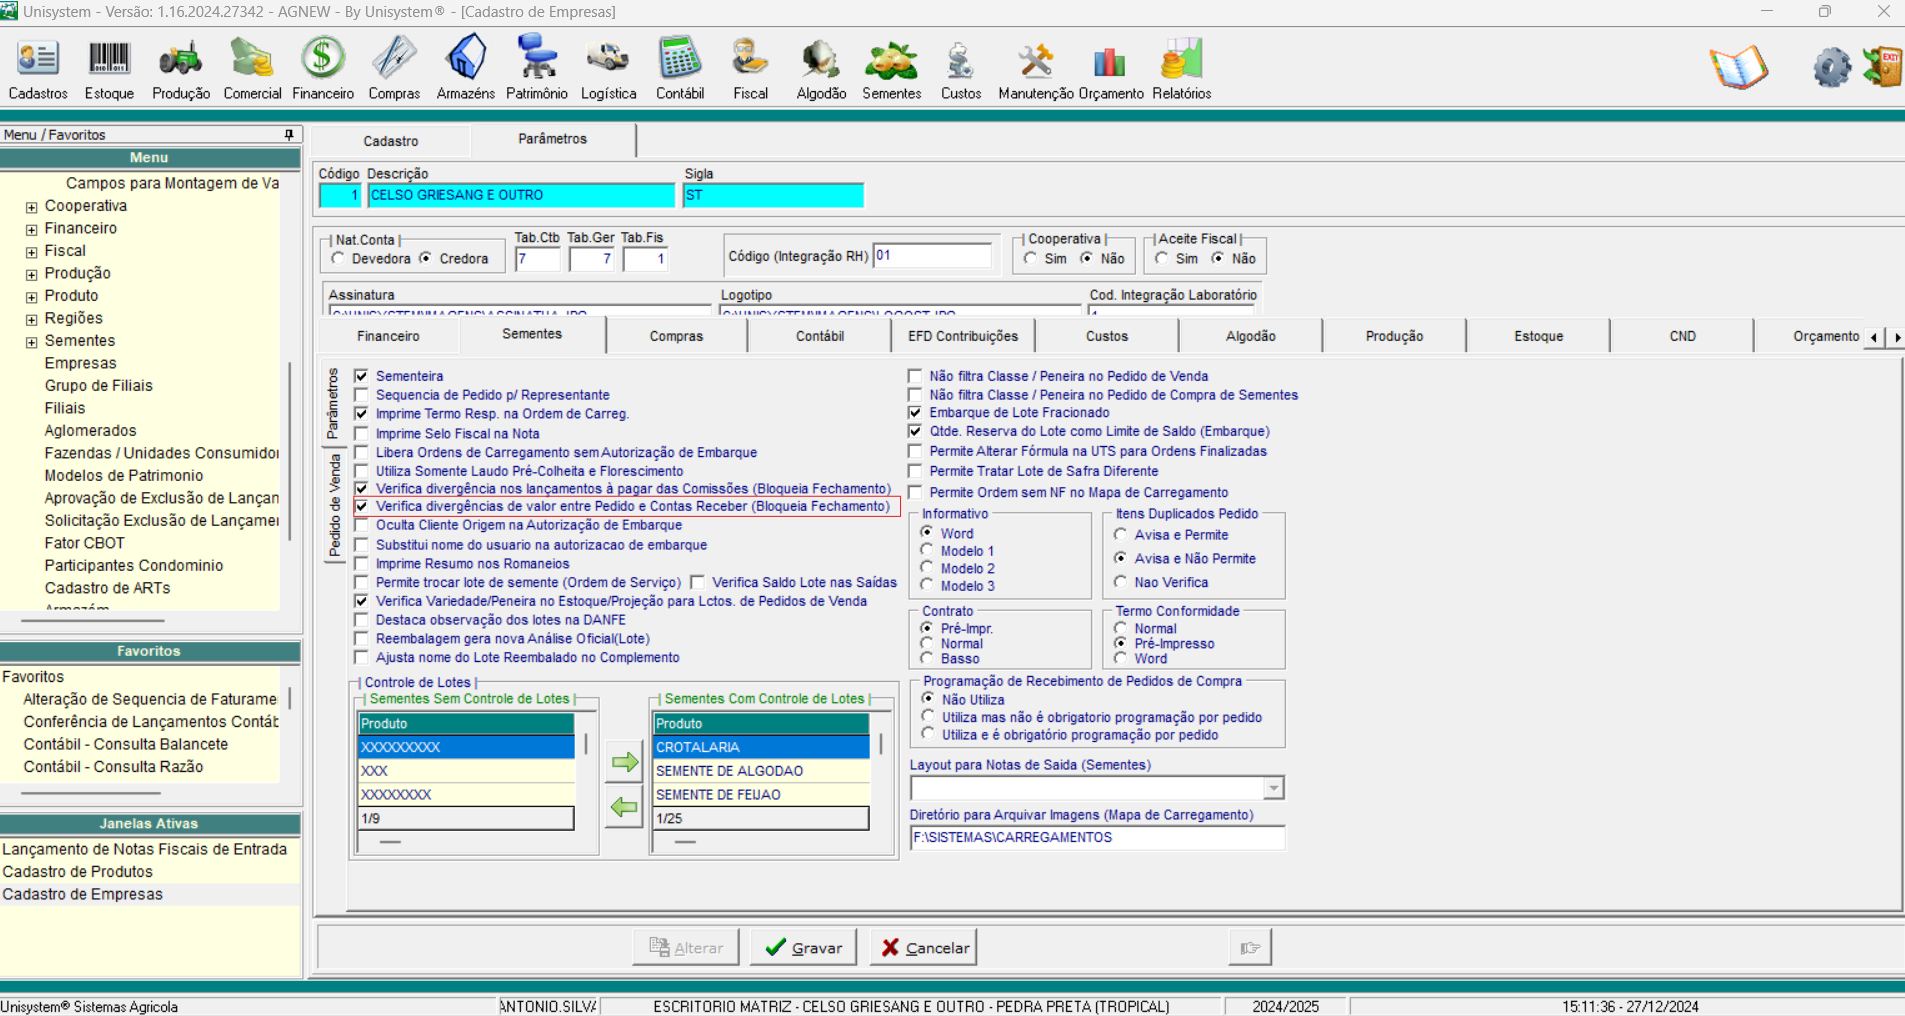 Unisystem - Versão: 1.16.2024.27342 - AGNEW - By Unisystem® - [Cadastro de Empresas]
Cadastros Estoque Produção Comercial Financeiro Compras Armazéns Patrimônio Logística Contábil Fiscal Algodão Sementes Custos Manutenção Orçamento Relatórios
EXIT
Menu / Favoritos
Menu
Campos para Montagem de Va
Cooperativa
Financeiro
Fiscal
Produção
Produto
Regiões
Sementes
Empresas
Grupo de Filiais
Filiais
Aglomerados
Fazendas / Unidades Consumido
Modelos de Patrimonio
Aprovação de Exclusão de Lançan
Solicitação Exclusão de Lançamer
Fator CBOT
Participantes Condominio
Cadastro de ARTs
Armazém
Favoritos
Favoritos
Alteração de Sequencia de Faturame
Conferência de Lançamentos Contáb
Contábil - Consulta Balancete
Contábil - Consulta Razão
Janelas Ativas
Lançamento de Notas Fiscais de Entrada
Cadastro de Produtos
Cadastro de Empresas
Cadastro Parâmetros
Código Descrição Sigla
1 CELSO GRIESANG E OUTRO ST
Nat.Conta Tab.Ctb Tab.Ger Tab.Fis Cooperativa Aceite Fiscal
Devedora Credora 7 7 1 Código (Integração RH) 01 Sim Não Sim Não
Assinatura Logotipo Cod. Integração Laboratório
C:\UNISYSTEM\IMAGENS\ASSINATUA.JPG C:\UNISYSTEM\IMAGENS\LOGOST.JPG 1
Financeiro Sementes Compras Contábil EFD Contribuições Custos Algodão Produção Estoque CND Orçamento
Parâmetros
Pedido de Venda
Sementeira
Sequencia de Pedido p/ Representante
Imprime Termo Resp. na Ordem de Carreg.
Imprime Selo Fiscal na Nota
Libera Ordens de Carregamento sem Autorização de Embarque
Utiliza Somente Laudo Pré-Colheita e Florescimento
Verifica divergência nos lançamentos à pagar das Comissões (Bloqueia Fechamento)
Verifica divergências de valor entre Pedido e Contas Receber (Bloqueia Fechamento)
Oculta Cliente Origem na Autorização de Embarque
Substitui nome do usuario na autorizacao de embarque
Imprime Resumo nos Romaneios
Permite trocar lote de semente (Ordem de Serviço) Verifica Saldo Lote nas Saídas
Verifica Variedade/Peneira no Estoque/Projeção para Lctos. de Pedidos de Venda
Destaca observação dos lotes na DANFE
Reembalagem gera nova Análise Oficial(Lote)
Ajusta nome do Lote Reembalado no Complemento
Controle de Lotes
Sementes Sem Controle de Lotes
Produto
XXXXXXXXX
XXX
XXXXXXXX
1/9
Sementes Com Controle de Lotes
Produto
CROTALARIA
SEMENTE DE ALGODAO
SEMENTE DE FEIJAO
1/25
Não filtra Classe / Peneira no Pedido de Venda
Não filtra Classe / Peneira no Pedido de Compra de Sementes
Embarque de Lote Fracionado
Qtde. Reserva do Lote como Limite de Saldo (Embarque)
Permite Alterar Fórmula na UTS para Ordens Finalizadas
Permite Tratar Lote de Safra Diferente
Permite Ordem sem NF no Mapa de Carregamento
Informativo
Word
Modelo 1
Modelo 2
Modelo 3
Itens Duplicados Pedido
Avisa e Permite
Avisa e Não Permite
Nao Verifica
Contrato
Pré-Impr.
Normal
Basso
Termo Conformidade
Normal
Pré-Impresso
Word
Programação de Recebimento de Pedidos de Compra
Não Utiliza
Utiliza mas não é obrigatorio programação por pedido
Utiliza e é obrigatório programação por pedido
Layout para Notas de Saida (Sementes)
Diretório para Arquivar Imagens (Mapa de Carregamento)
F:\SISTEMAS\CARREGAMENTOS
Alterar Gravar Cancelar
Unisystem® Sistemas Agricola ANTONIO.SILVA ESCRITORIO MATRIZ - CELSO GRIESANG E OUTRO - PEDRA PRETA (TROPICAL) 2024/2025 15:11:36 - 27/12/2024